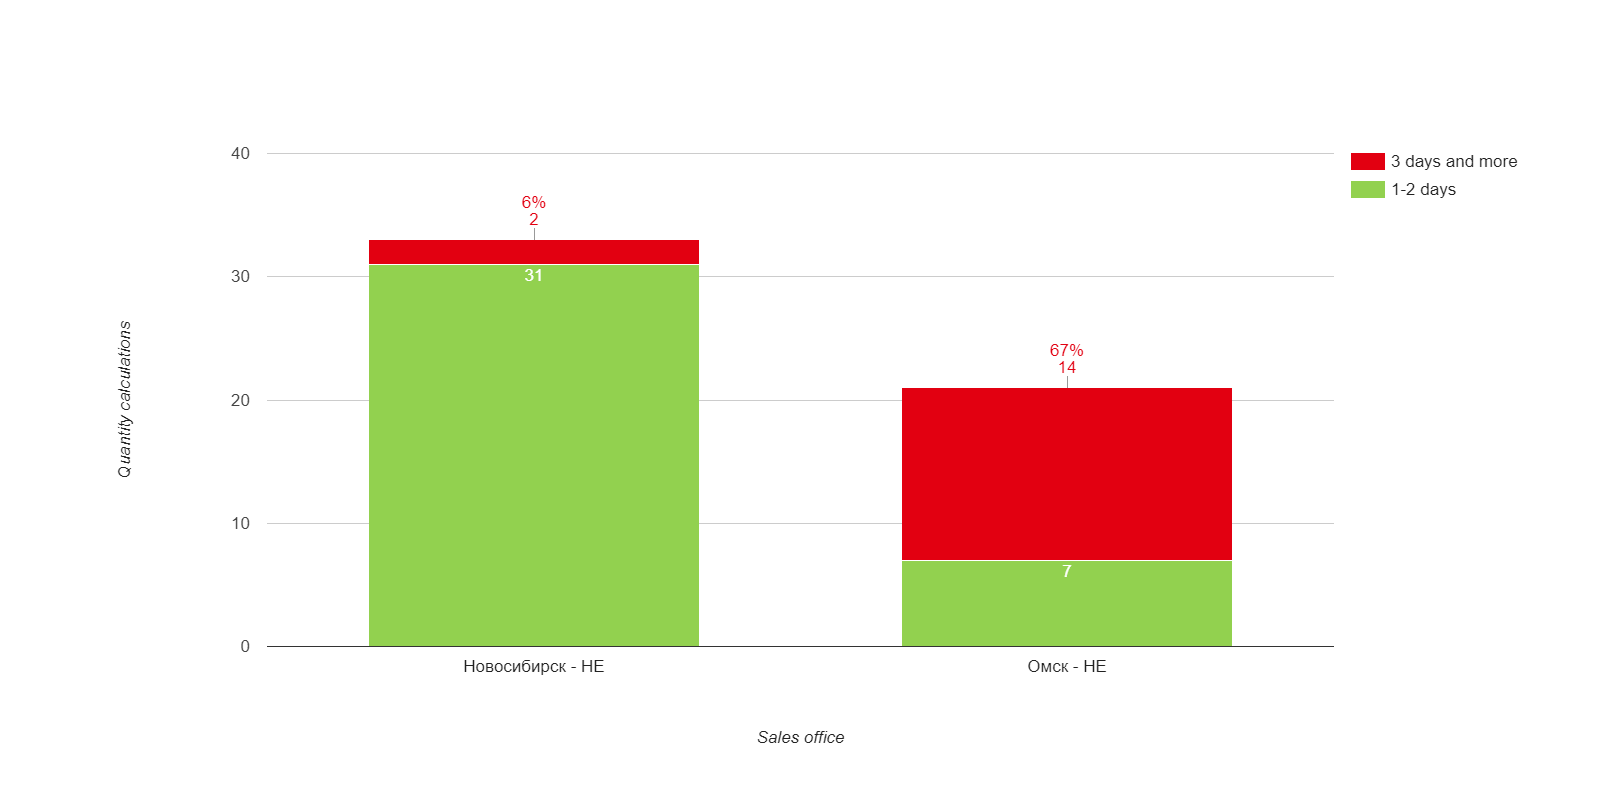 40
30
20
10
0
Quantity calculations
6%
2
31
67%
14
7
Новосибирск - НЕ
Омск - НЕ
Sales office
3 days and more
1-2 days